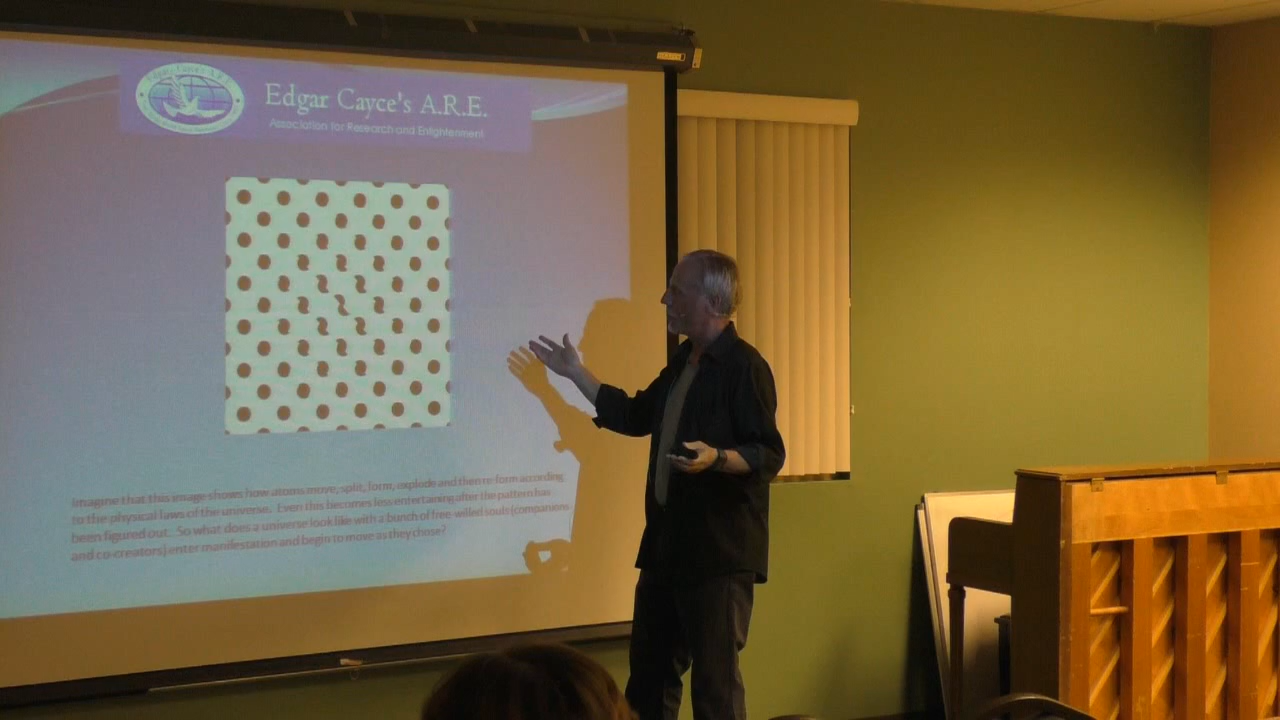 Edgar Cayce's A.R.E.
Edgar Cayce's A.R.E.
Association for Research and Enlightenment
Imagine that this image shows how atoms move, split, form, explode and then re-form according
to the physical laws of the universe. Even this becomes less entertaining after the pattern has
been figured out. So what does a universe look like with a bunch of free-willed souls (companions
and co-creators) enter manifestation and begin to move as they chose?